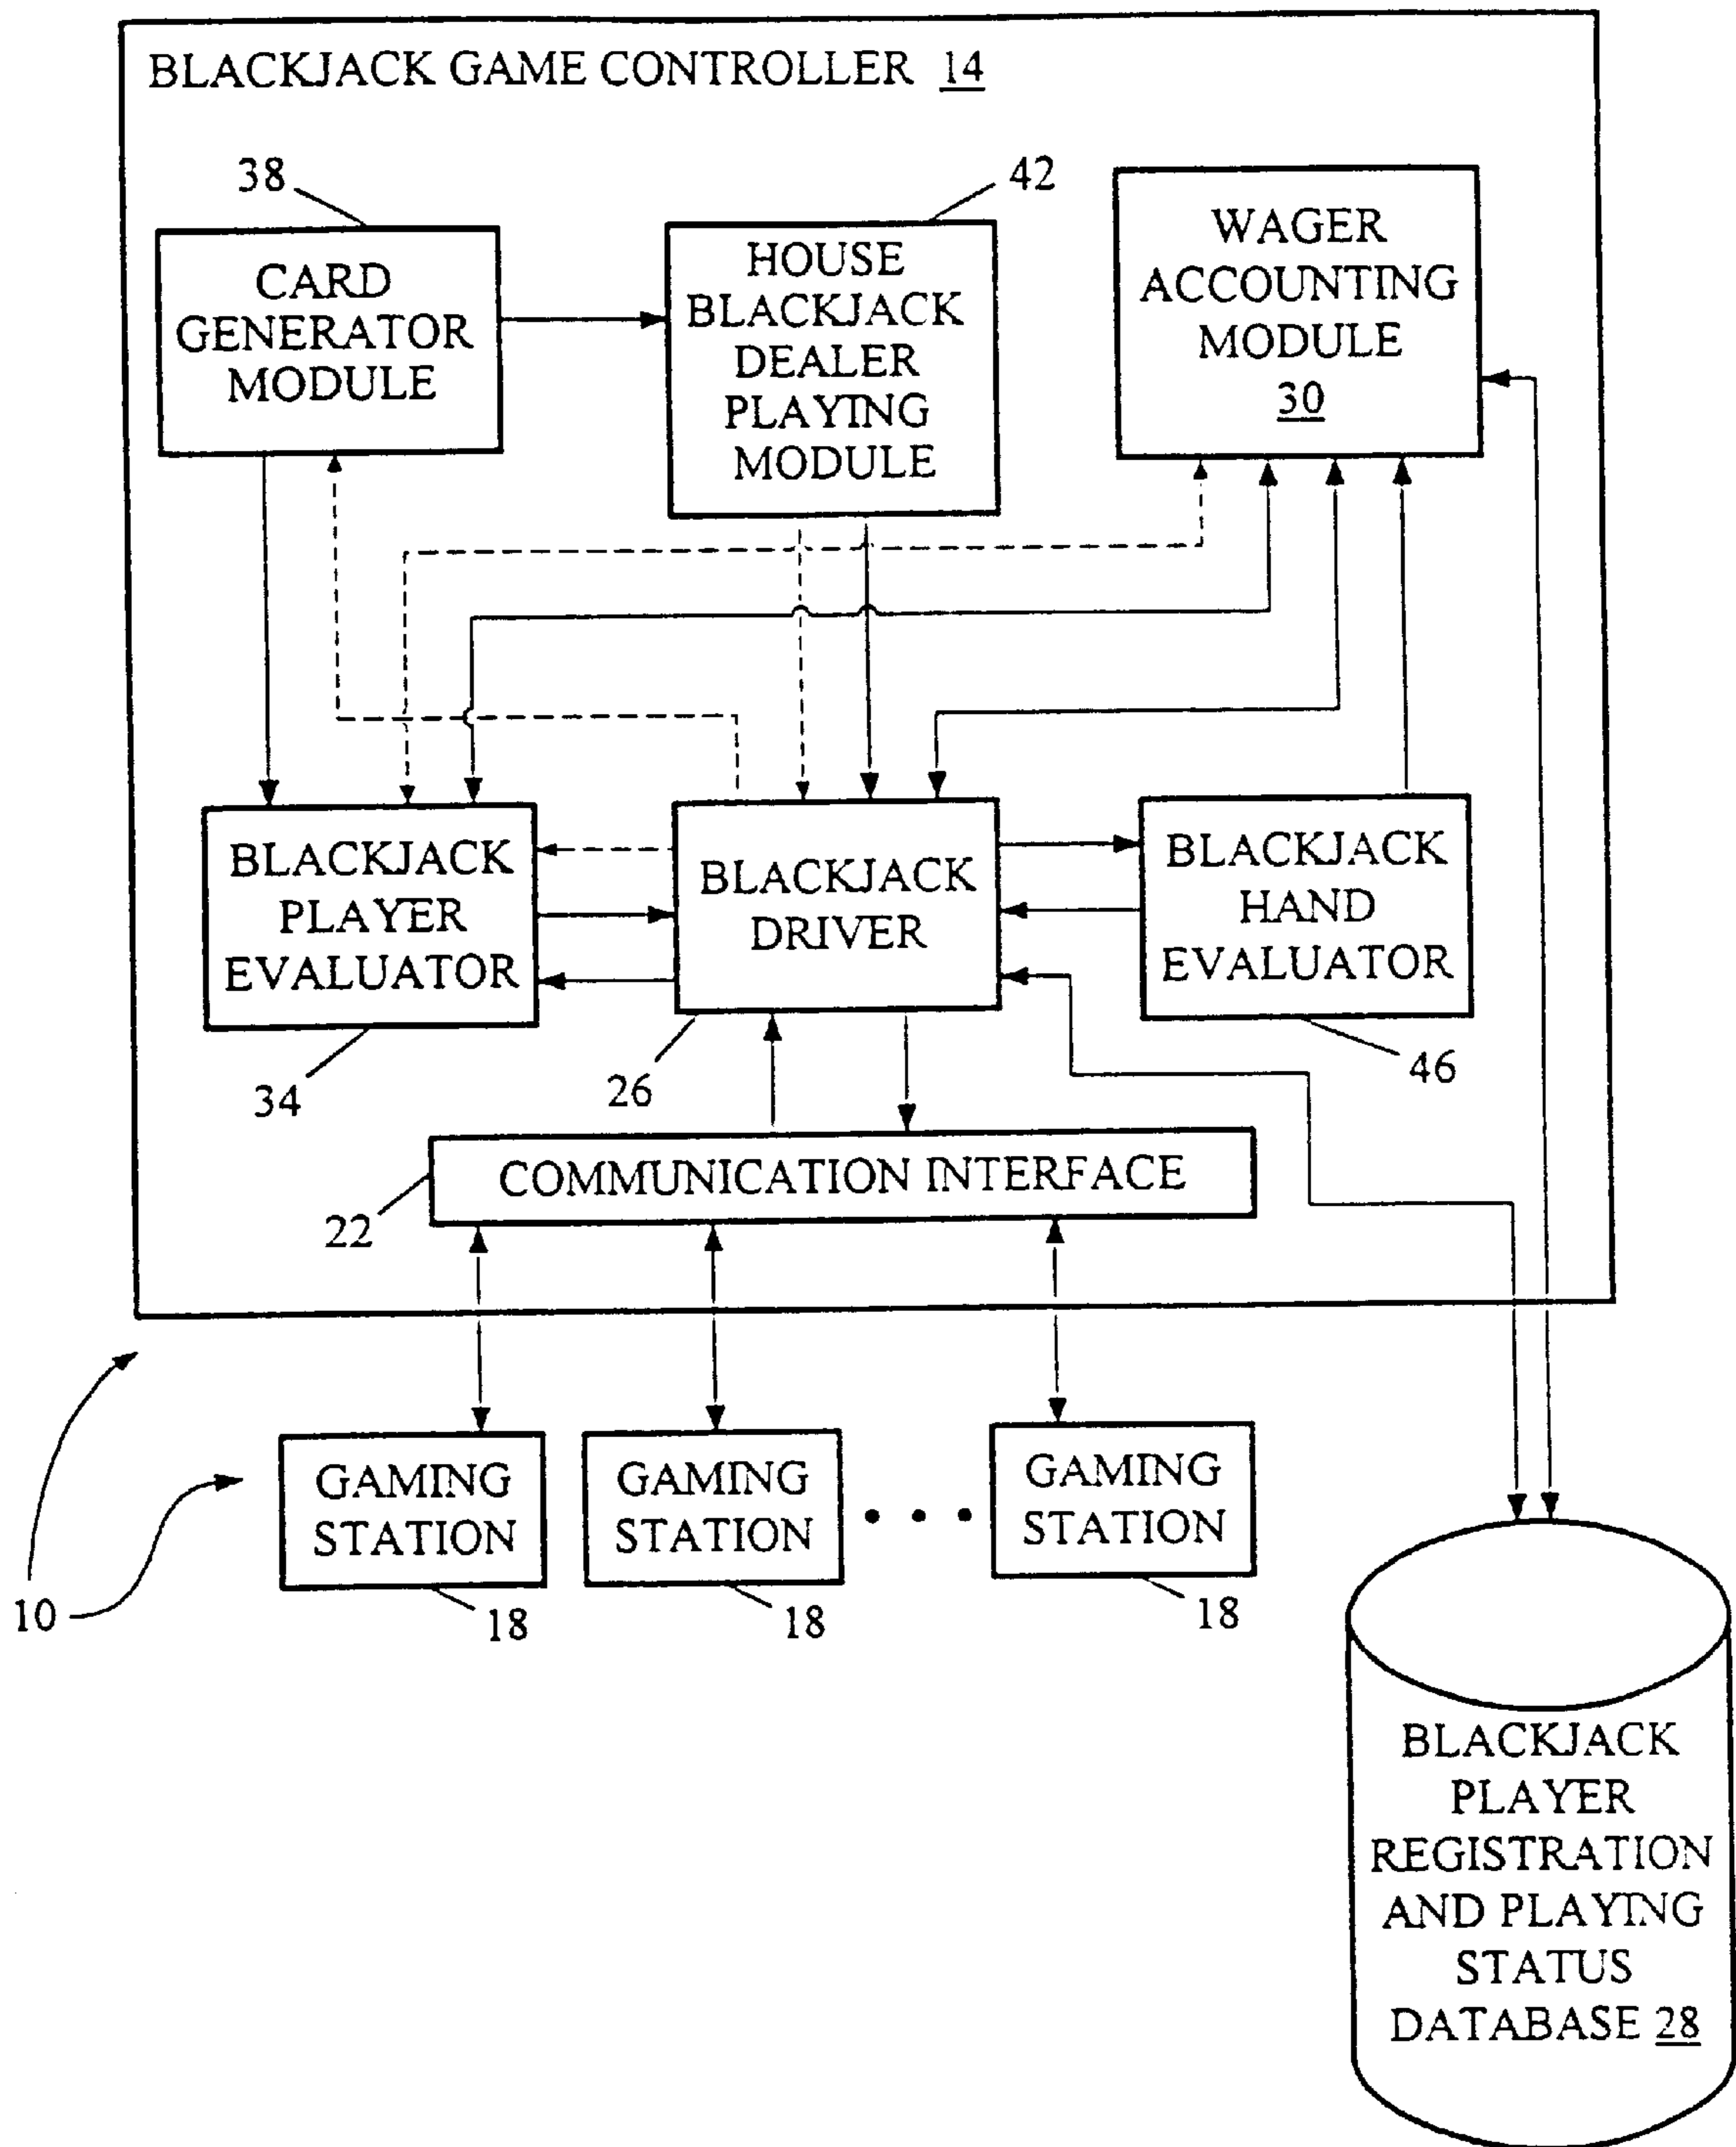 BLACKJACK GAME CONTROLLER 14
38
42
CARD
GENERATOR
MODULE
HOUSE
BLACKJACK
DEALER
PLAYING
MODULE
WAGER
ACCOUNTING
MODULE
30
BLACKJACK
PLAYER
EVALUATOR
BLACKJACK
DRIVER
BLACKJACK
HAND
EVALUATOR
34
26
46
COMMUNICATION INTERFACE
22
GAMING
STATION
GAMING
STATION
GAMING
STATION
10
18
18
18
BLACKJACK
PLAYER
REGISTRATION
AND PLAYING
STATUS
DATABASE 28